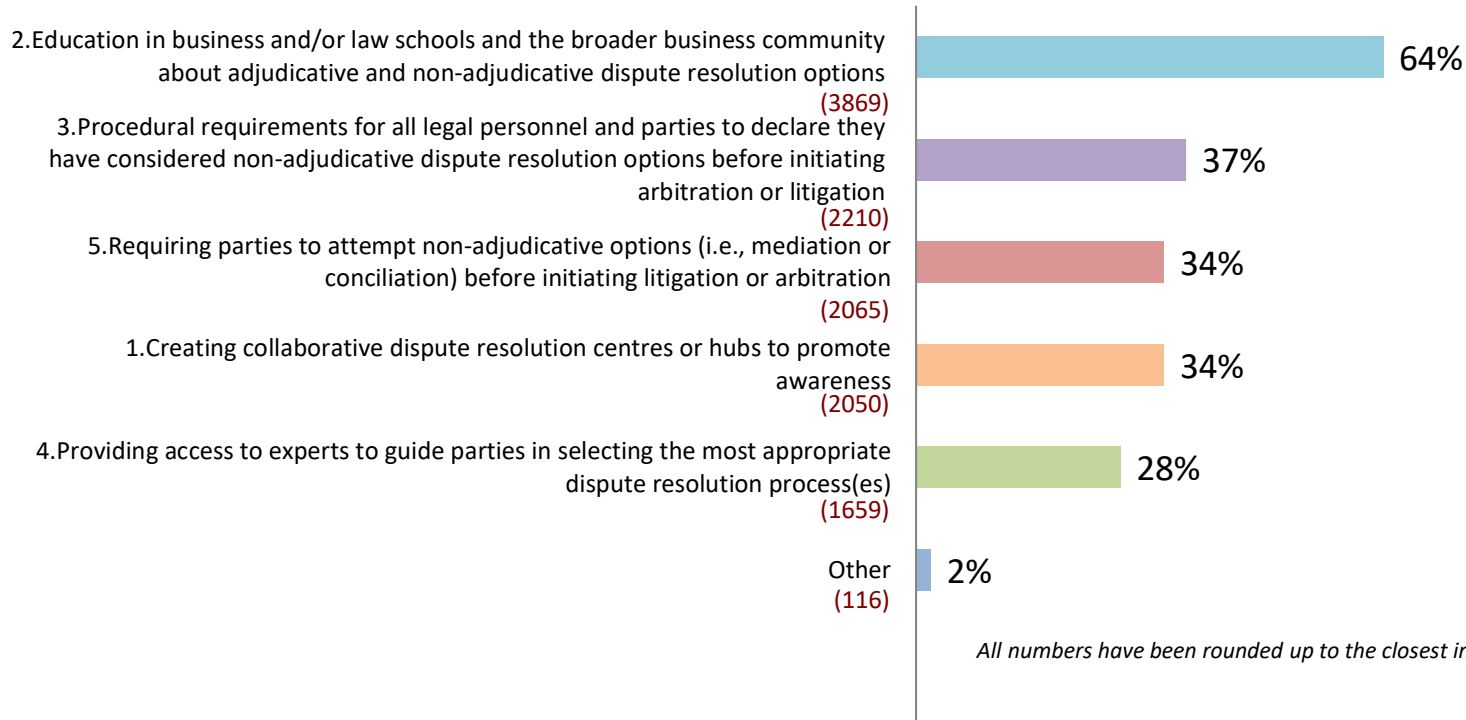 2.Education in business and/or law schools and the broader business community
about adjudicative and non-adjudicative dispute resolution options
(3869)
64%
3.Procedural requirements for all legal personnel and parties to declare they
have considered non-adjudicative dispute resolution options before initiating
arbitration or litigation
(2210)
37%
5.Requiring parties to attempt non-adjudicative options (i.e., mediation or
conciliation) before initiating litigation or arbitration
(2065)
34%
1.Creating collaborative dispute resolution centres or hubs to promote
awareness
(2050)
34%
4.Providing access to experts to guide parties in selecting the most appropriate
dispute resolution process(es)
(1659)
28%
Other
(116)
2%
All numbers have been rounded up to the closest